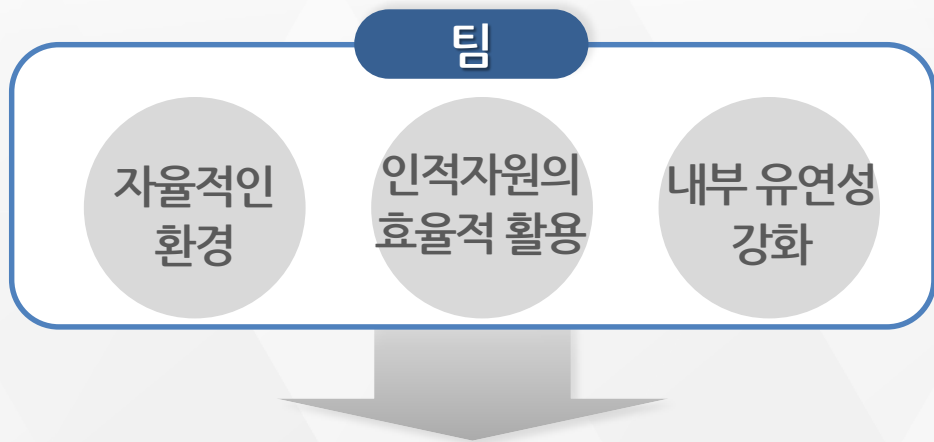 팀
자율적인
환경
인적자원의
효율적 활용
내부 유연성
강화